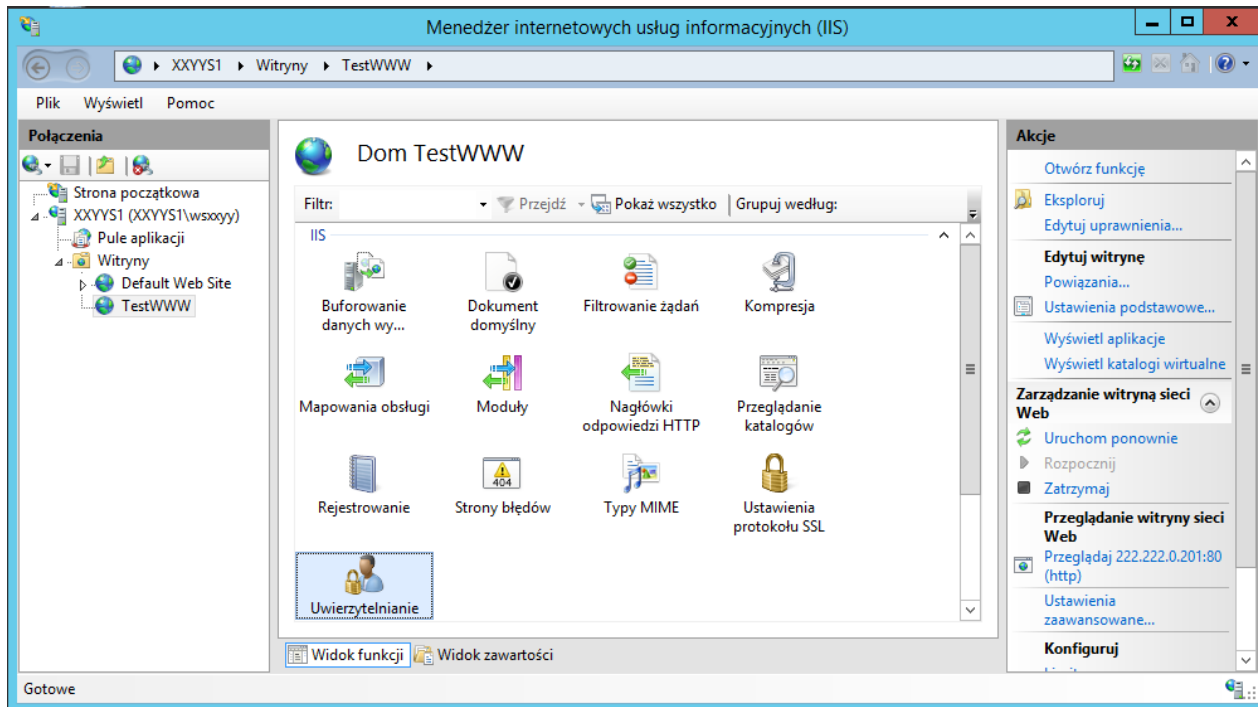 Menedżer internetowych usług informacyjnych (IIS)
XXYYS1 Witryny TestWWW
Plik Wyświetl Pomoc
Połączenia
Strona początkowa
XXYYS1 (XXYYS1\wsxxyy)
Pule aplikacji
Witryny
Default Web Site
TestWWW
Dom TestWWW
Filtr: Przejdź Pokaż wszystko Grupuj według:
IIS
Buforowanie
danych wy...
Dokument
domyślny
Filtrowanie żądań
Kompresja
Mapowania obsługi
Moduły
Nagłówki
odpowiedzi HTTP
Przeglądanie
katalogów
Rejestrowanie
404
Strony błędów
Typy MIME
Ustawienia
protokołu SSL
Uwierzytelnianie
Widok funkcji Widok zawartości
Akcje
Otwórz funkcję
Eksploruj
Edytuj uprawnienia...
Edytuj witrynę
Powiązania...
Ustawienia podstawowe...
Wyświetl aplikacje
Wyświetl katalogi wirtualne
Zarządzanie witryną sieci
Web
Uruchom ponownie
Rozpocznij
Zatrzymaj
Przeglądanie witryny sieci
Web
Przeglądaj 222.222.0.201:80
(http)
Ustawienia
zaawansowane...
Konfiguruj
Gotowe